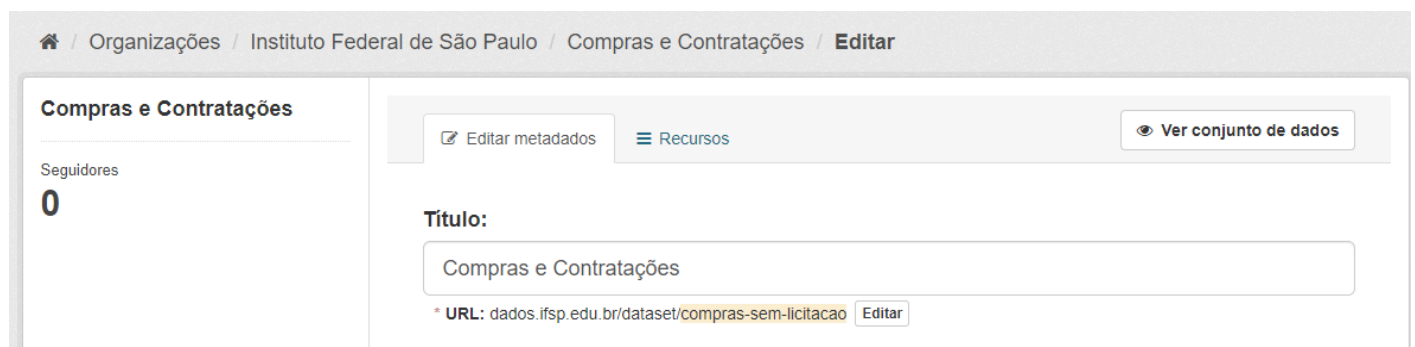 / Organizações / Instituto Federal de São Paulo / Compras e Contratações / Editar
Compras e Contratações
Seguidores
0
Editar metadados
Recursos
Ver conjunto de dados
Título:
Compras e Contratações
* URL: dados.ifsp.edu.br/dataset/compras-sem-licitacao Editar